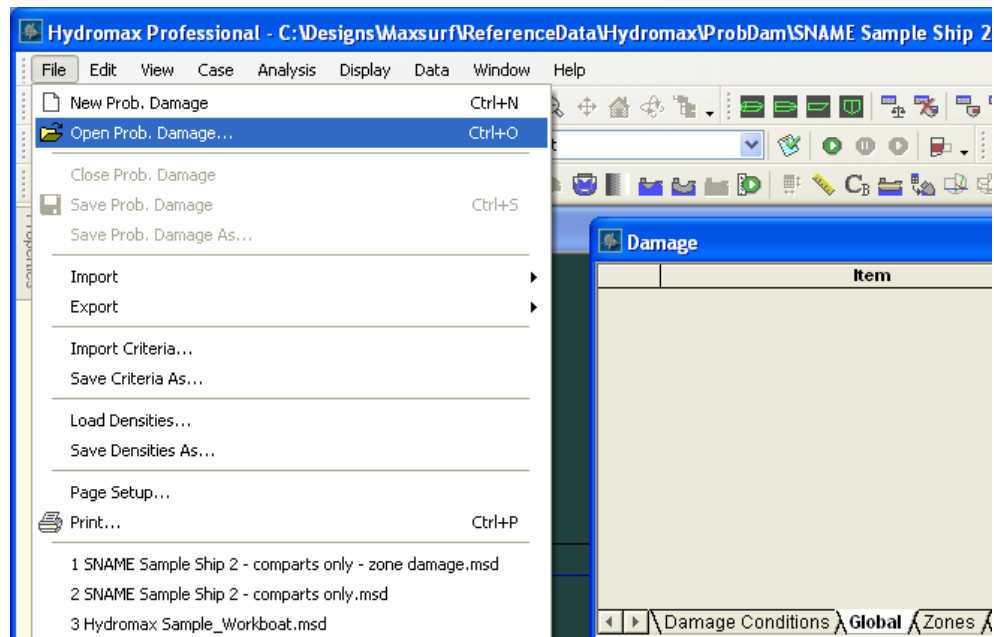 Hydromax Professional - C:\Designs\Maxsurf\ReferenceData\Hydromax\ProbDam\SNAME Sample Ship 2
File Edit View Case Analysis Display Data Window Help
New Prob. Damage Ctrl+N
Open Prob. Damage... Ctrl+O
Close Prob. Damage
Save Prob. Damage Ctrl+S
Save Prob. Damage As...
Import
Export
Import Criteria...
Save Criteria As...
Load Densities...
Save Densities As...
Page Setup...
Print... Ctrl+P
1 SNAME Sample Ship 2 - comparts only - zone damage.msd
2 SNAME Sample Ship 2 - comparts only.msd
3 Hydromax Sample_Workboat.msd
t
CB
Damage
Item
Damage Conditions Global Zones